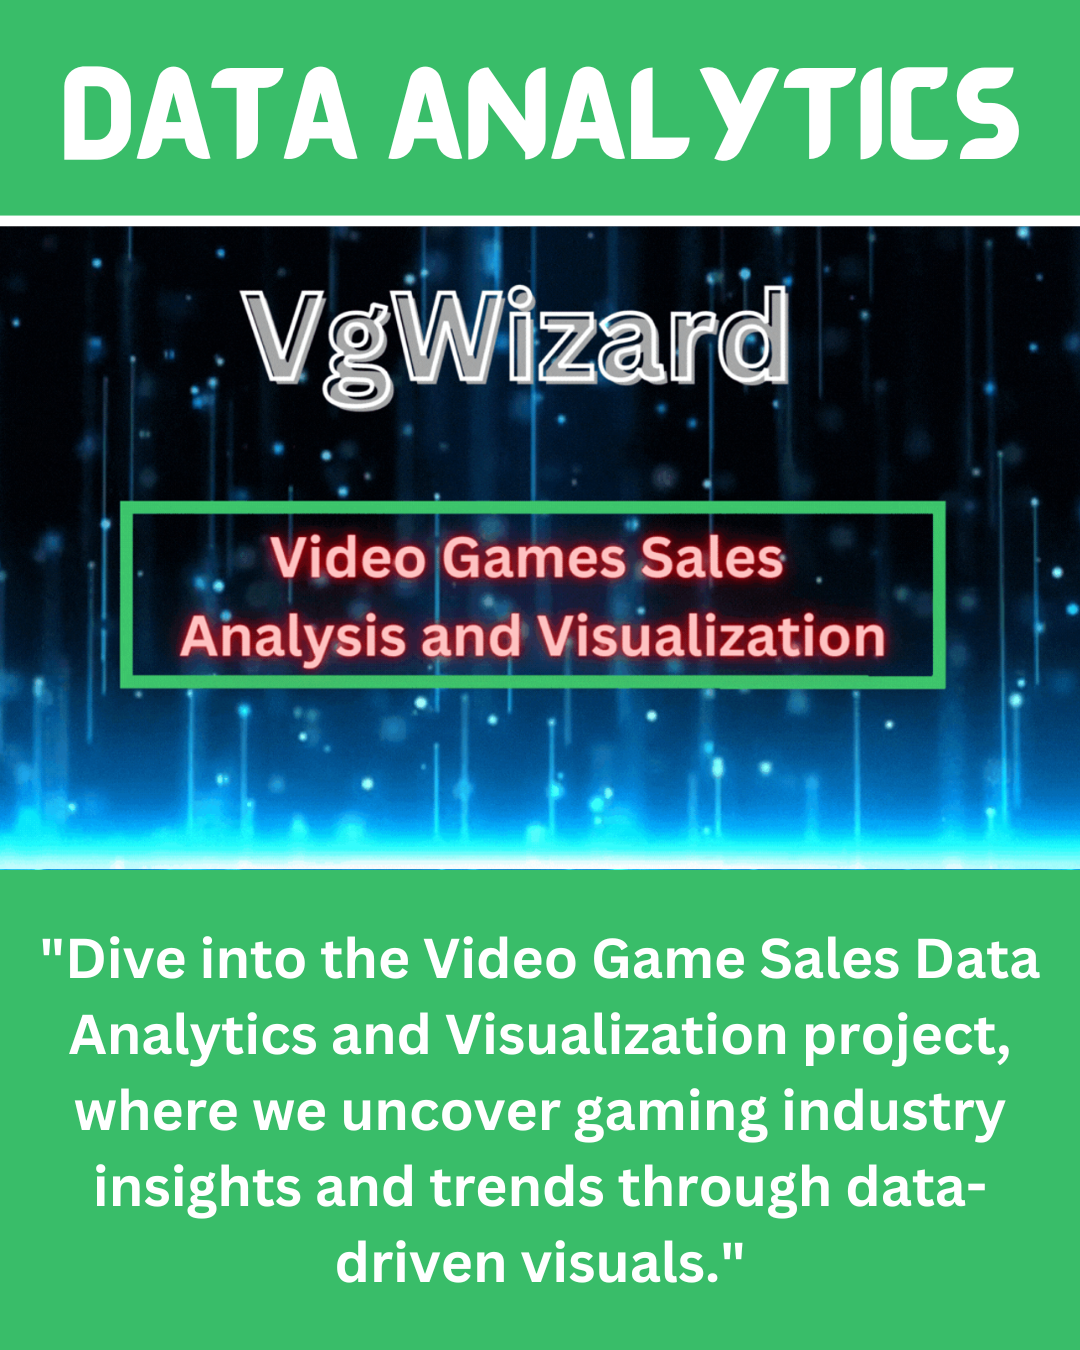 DATA ANALYTICS
VgWizard
Video Games Sales
Analysis and Visualization
"Dive into the Video Game Sales Data
Analytics and Visualization project,
where we uncover gaming industry
insights and trends through data-
driven visuals."